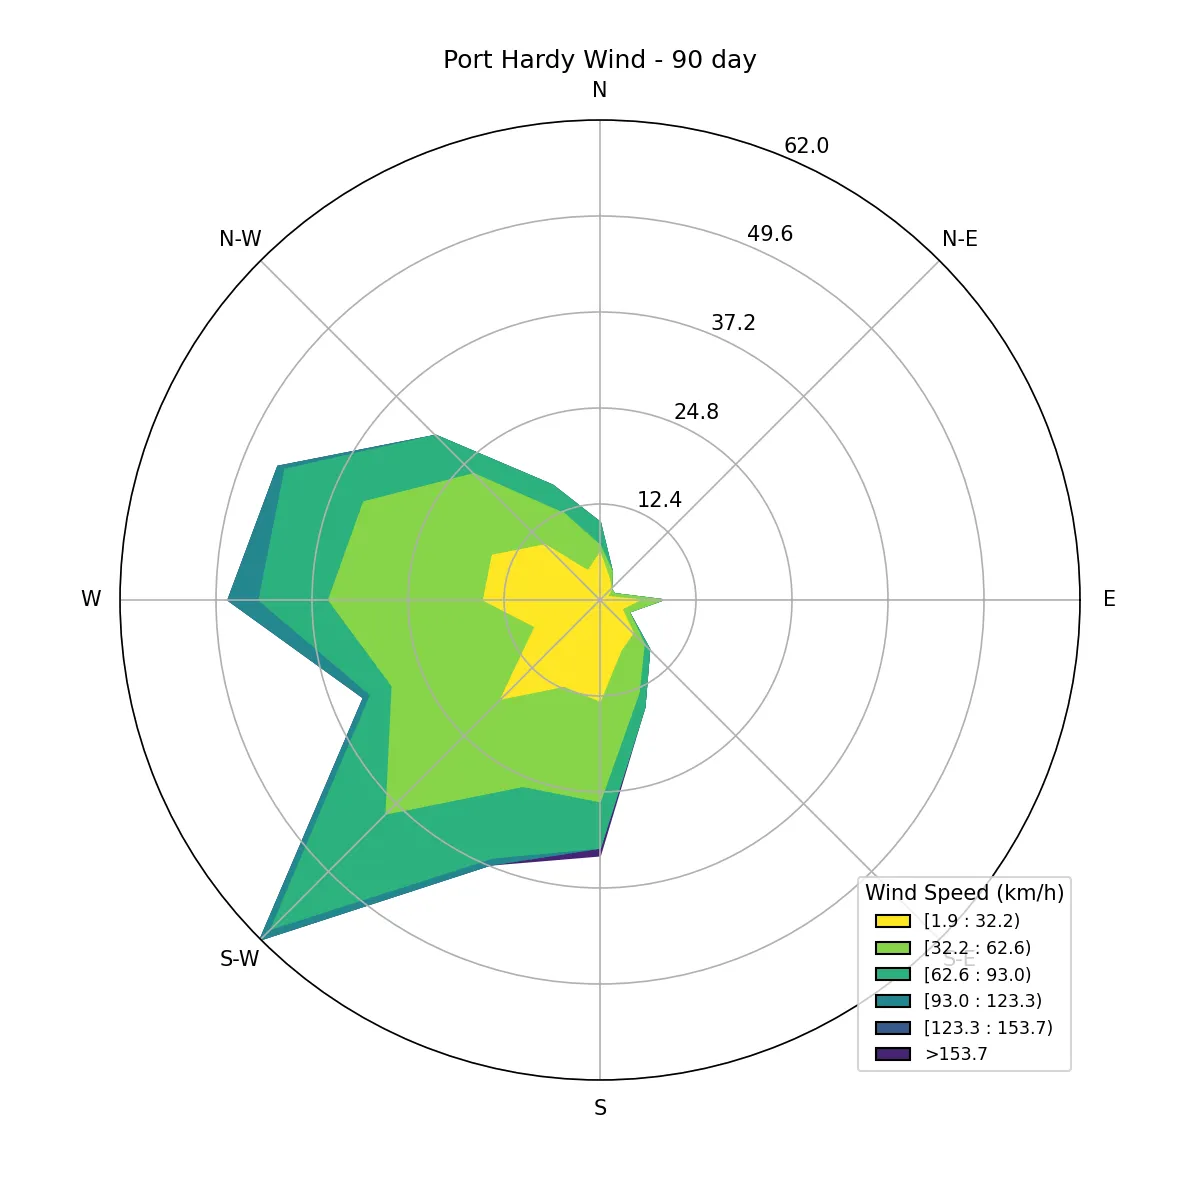 Port Hardy Wind - 90 day
N
62.0
49.6
N-W
N-E
37.2
24.8
12.4
W
E
Wind Speed (km/h)
[1.9 : 32.2)
[32.2 : 62.6)
[62.6 : 93.0)
[93.0 : 123.3)
[123.3 : 153.7)
>153.7
S-W
S-E
S